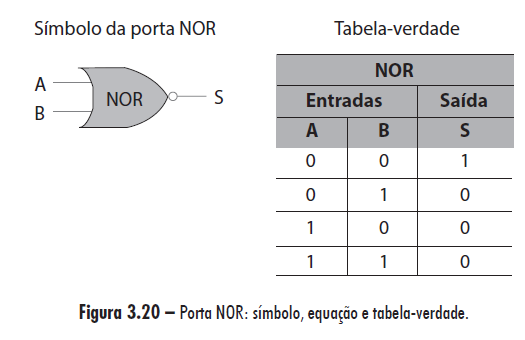 Símbolo da porta NOR
A
B
NOR
S
Tabela-verdade
NOR
Entradas Saída
A B S
0 0 1
0 1 0
1 0 0
1 1 0
Figura 3.20 – Porta NOR: símbolo, equação e tabela-verdade.